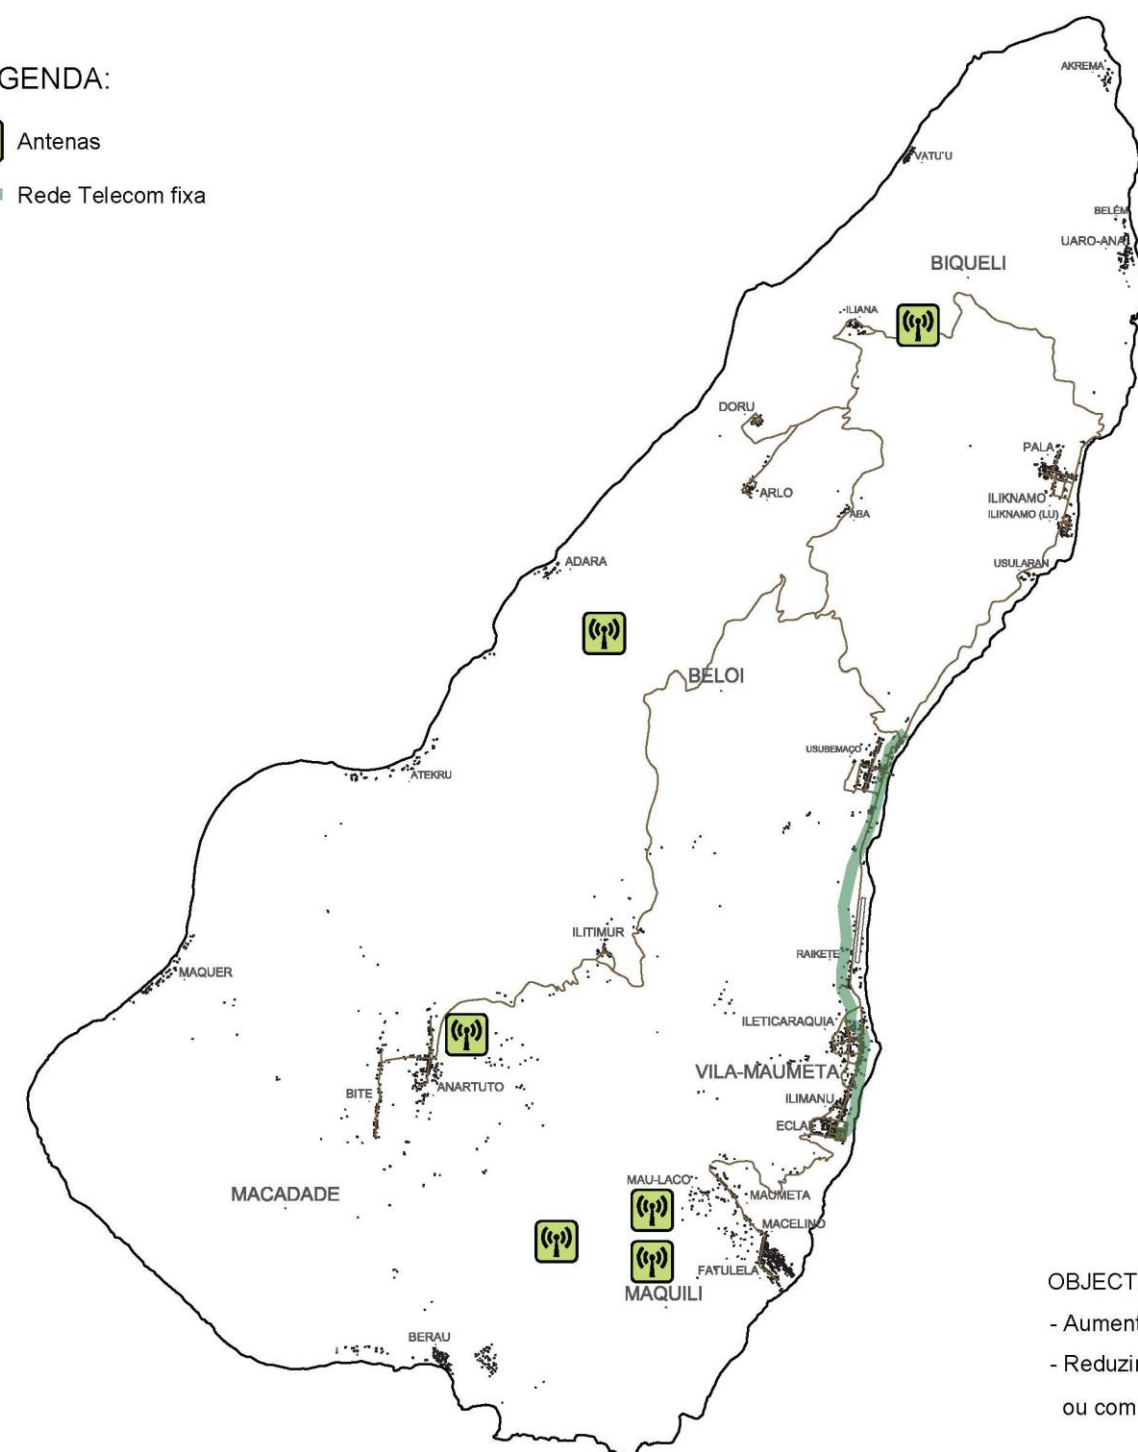 GENDA:
Antenas
Rede Telecom fixa
AKREMA
VATU'U
BELÉM
UARO-ANA
BIQUELI
ILIANA
DORU
PALA
ARLO
ILIKNAMO
ILIKNAMO (LU)
ABA
ADARA
USULARAN
BELOI
USUBEMAÇO
ATEKRU
ILITIMUR
RAIKETE
MAQUER
ILETICARAQUIA
VILA-MAUMETA
BITE
ANARTUTO
ILIMANU
ECLAE
MAU-LACO
MACADADE
MAUMETA
MACELINO
FATULELA
MAQUILI
BERAU
OBJECT
- Aument
- Reduzir
ou com